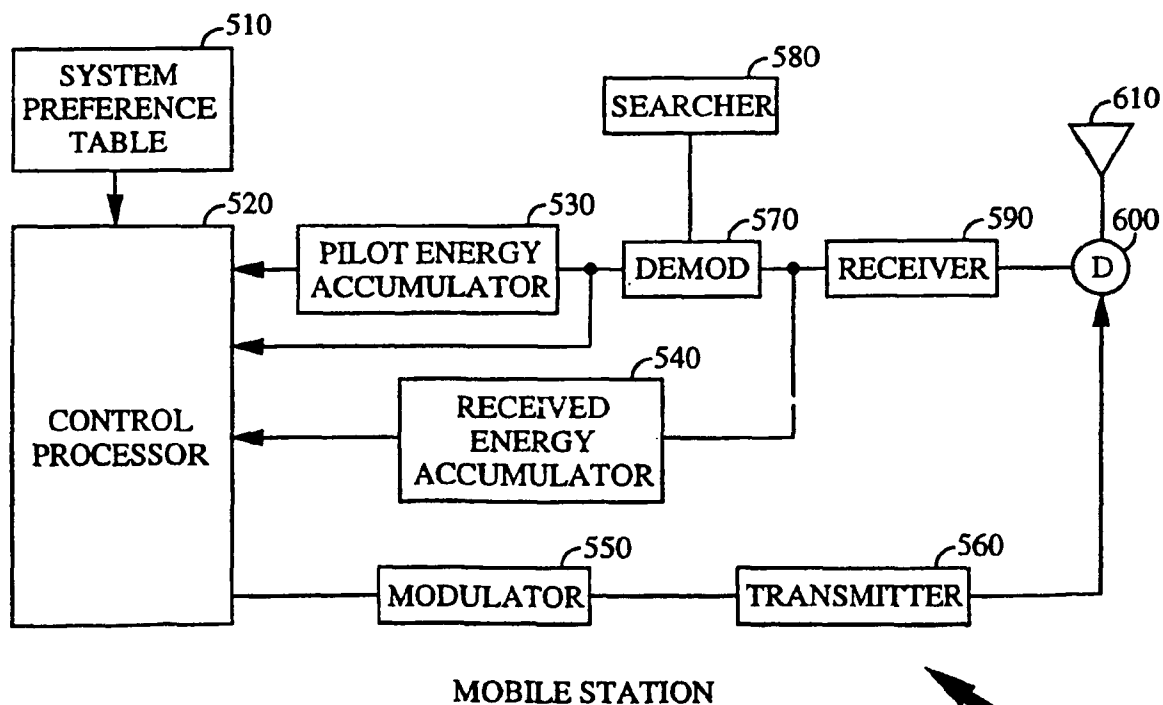 510
SYSTEM
PREFERENCE
TABLE
580
SEARCHER
610
520
CONTROL
PROCESSOR
530
PILOT ENERGY
ACCUMULATOR
570
DEMOD
590
RECEIVER
600
D
540
RECEIVED
ENERGY
ACCUMULATOR
550
MODULATOR
560
TRANSMITTER
MOBILE STATION